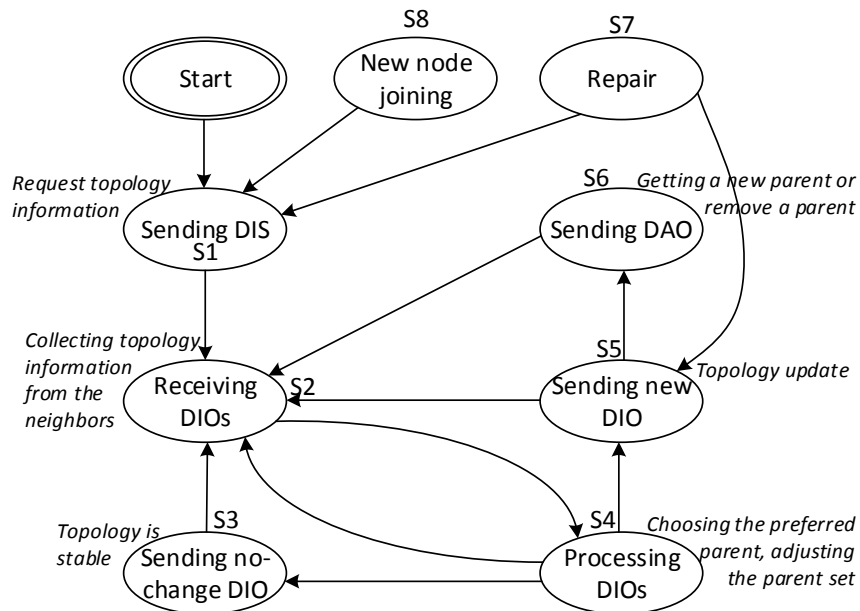 S8
S7
Start
New node
joining
Repair
Request topology
information
S6
Getting a new parent or
remove a parent
Sending DIS
S1
Sending DAO
Collecting topology
information
from the
neighbors
S5
Topology update
Receiving
DIOs
S2
Sending new
DIO
Topology is
stable
S3
S4
Choosing the preferred
parent, adjusting
the parent set
Sending no-
change DIO
Processing
DIOs